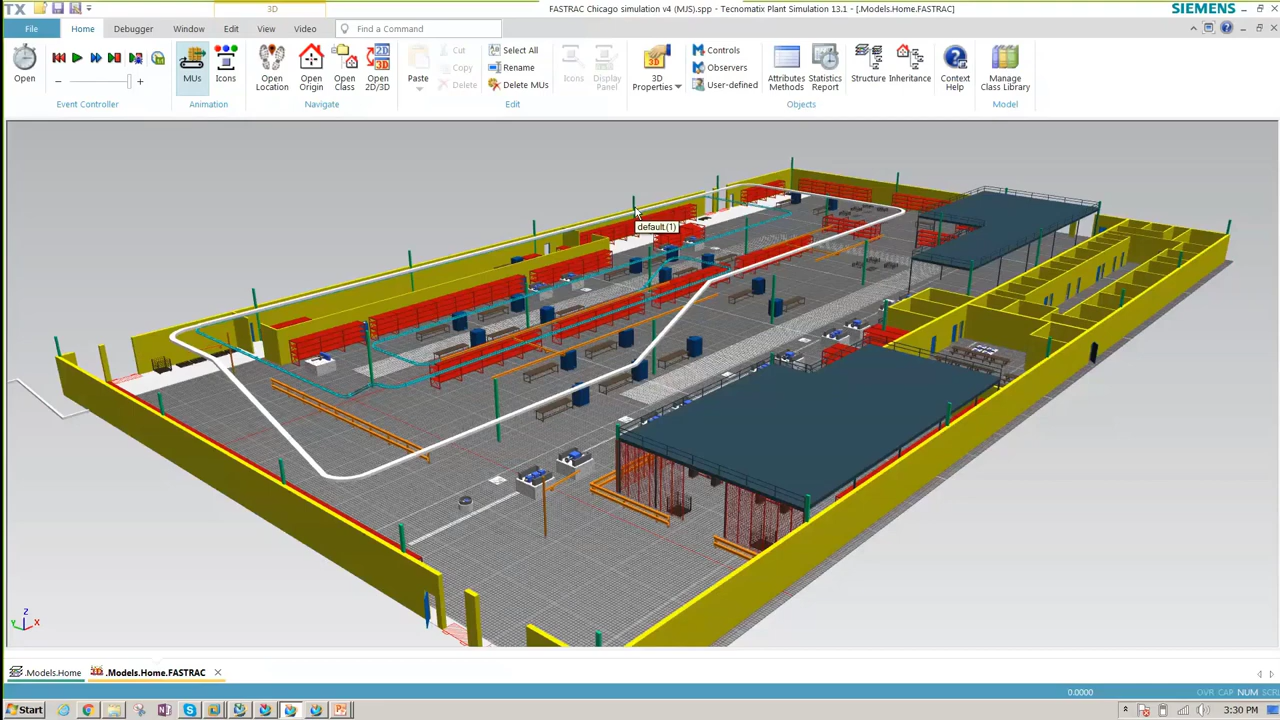 TX
3D
FASTRAC Chicago simulation v4 (MJS).spp - Tecnomatix Plant Simulation 13.1 - [.Models.Home.FASTRAC]
SIEMENS
File
Home
Debugger
Window
Edit
View
Video
Find a Command
Open
Event Controller
MUs
Icons
Animation
Open Location
Open Origin
Open Class
Open 2D/3D
Navigate
Paste
Cut
Copy
Delete
Select All
Rename
Delete MUs
Edit
Icons
Display Panel
3D Properties
Controls
Observers
User-defined
Attributes Methods
Statistics Report
Structure
Inheritance
Objects
Context Help
Manage Class Library
Model
default(1)
Z
Y
X
.Models.Home
.Models.Home.FASTRAC
0.0000
OVR CAP NUM SCRL
Start
3:30 PM